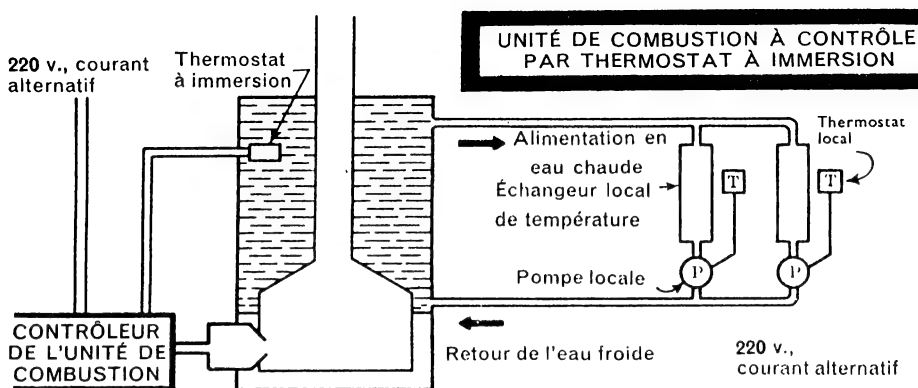 UNITÉ DE COMBUSTION À CONTRÔLE
PAR THERMOSTAT À IMMERSION
220 v., courant
alternatif
Thermostat
à immersion
Alimentation en
eau chaude
Échangeur local
de température
Thermostat
local
T
T
Pompe locale
P
P
CONTRÔLEUR
DE L'UNITÉ DE
COMBUSTION
Retour de l'eau froide
220 v.,
courant alternatif